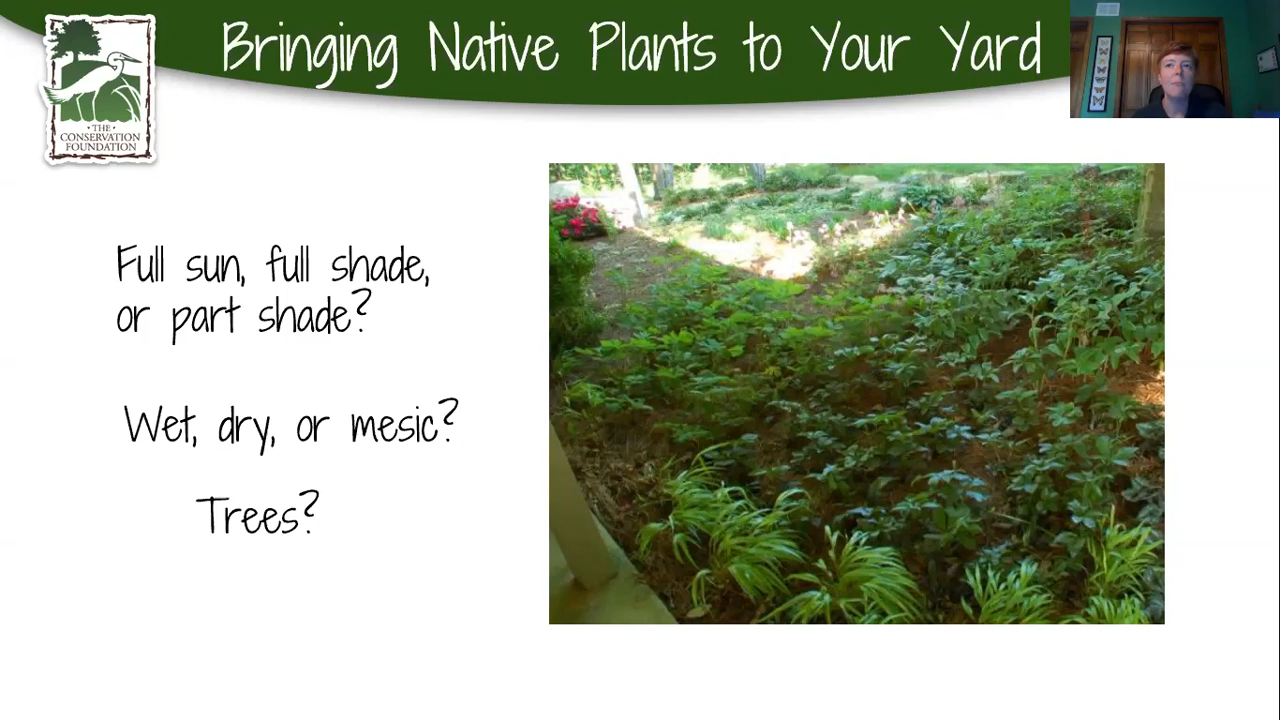 Bringing Native Plants to Your Yard
· THE ·
CONSERVATION
FOUNDATION
Full sun, full shade,
or part shade?
Wet, dry, or mesic?
Trees?